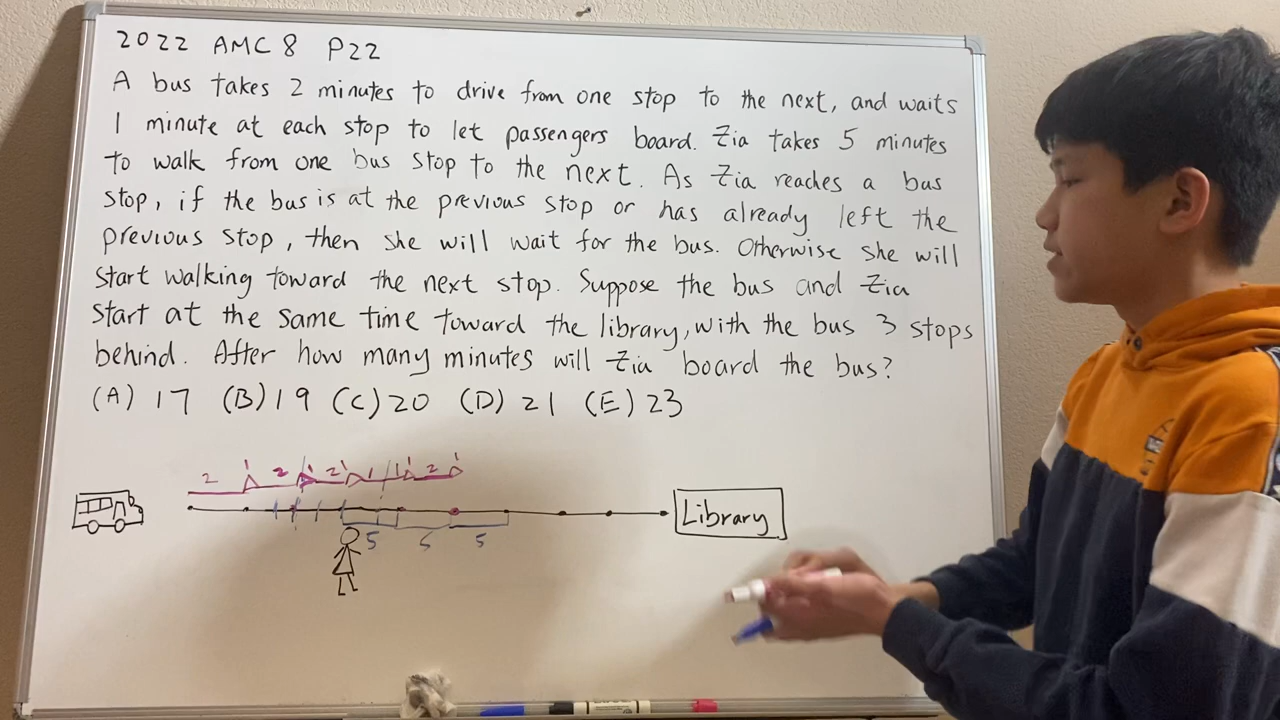 2022 AMC 8 P22
A bus takes 2 minutes to drive from one stop to the next, and waits
1 minute at each stop to let passengers board. Zia takes 5 minutes
to walk from one bus stop to the next. As Zia reaches a bus
stop, if the bus is at the previous stop or has already left the
previous stop, then she will wait for the bus. Otherwise she will
start walking toward the next stop. Suppose the bus and Zia
start at the same time toward the library, with the bus 3 stops
behind. After how many minutes will Zia board the bus?
(A) 17 (B) 19 (C) 20 (D) 21 (E) 23
2 1 2 1 2 1 1 1 2 1
Library
5 5 5